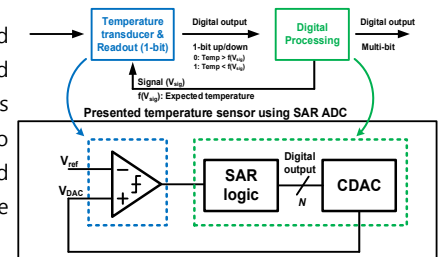 d
d
s
o
d
e
Temperature
transducer &
Readout (1-bit)
Digital output
1-bit up/down
0: Temp > f(Vsig)
1: Temp < f(Vsig)
Digital
Processing
Digital output
Multi-bit
Signal (Vsig)
f(Vsig): Expected temperature
Presented temperature sensor using SAR ADC
Vref
VDAC
SAR
logic
Digital
output
N
CDAC